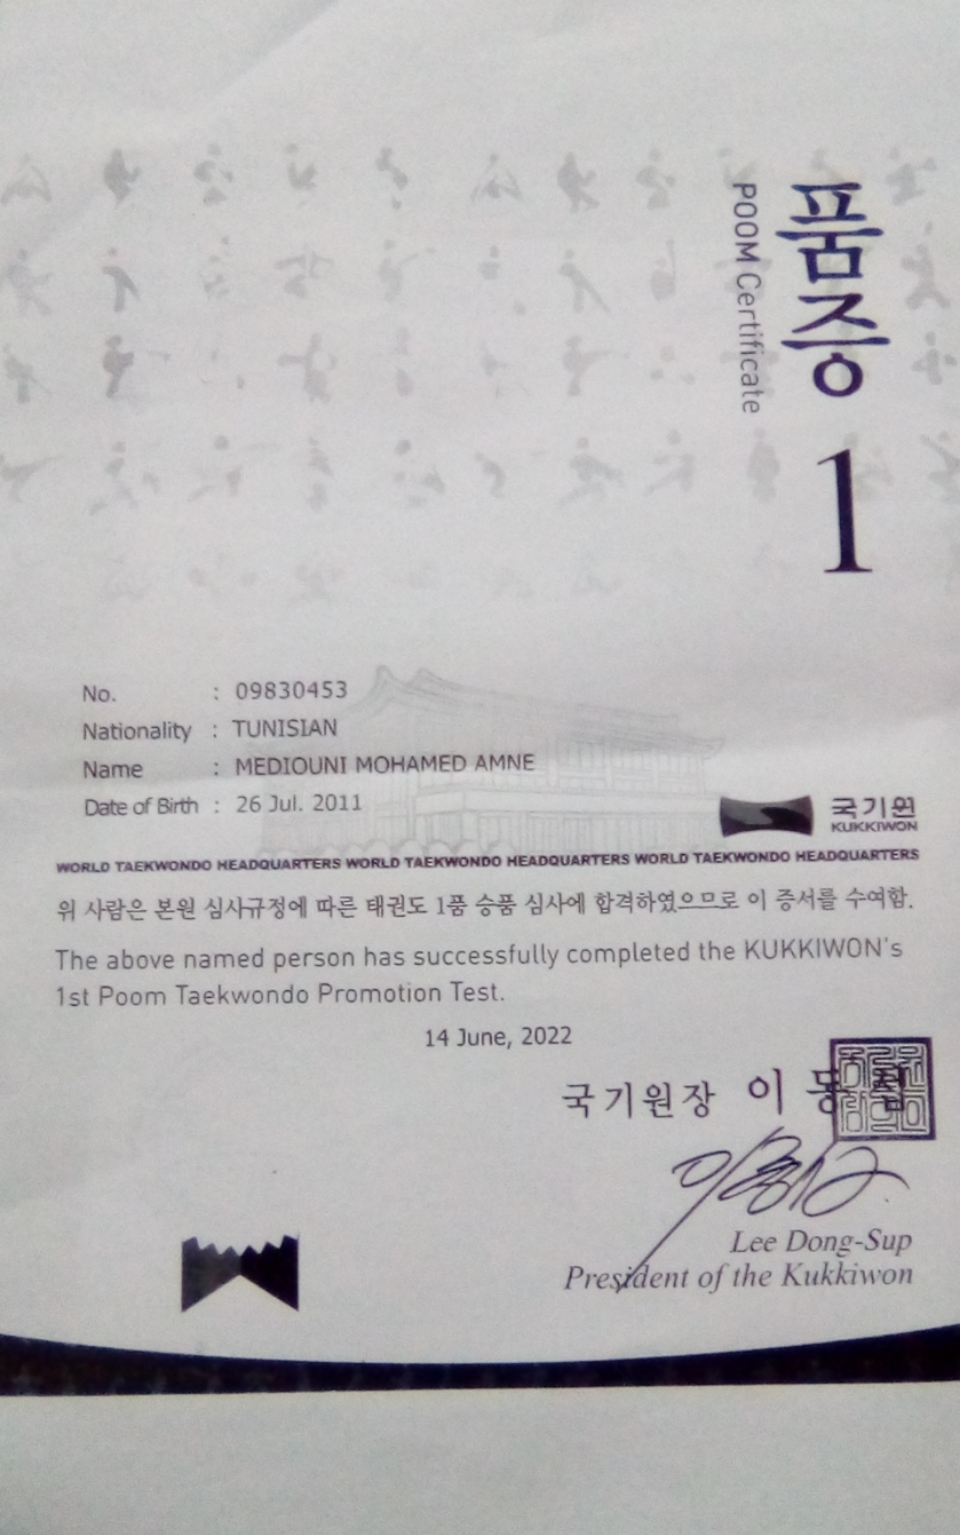 품증
POOM Certificate
1
No. : 09830453
Nationality : TUNISIAN
Name : MEDIOUNI MOHAMED AMNE
Date of Birth : 26 Jul. 2011
국기원
KUKKIWON
WORLD TAEKWONDO HEADQUARTERS WORLD TAEKWONDO HEADQUARTERS WORLD TAEKWONDO HEADQUARTERS
위 사람은 본원 심사규정에 따른 태권도 1품 승품 심사에 합격하였으므로 이 증서를 수여함.
The above named person has successfully completed the KUKKIWON's
1st Poom Taekwondo Promotion Test.
14 June, 2022
국기원장 이 동 섭
Lee Dong-Sup
President of the Kukkiwon